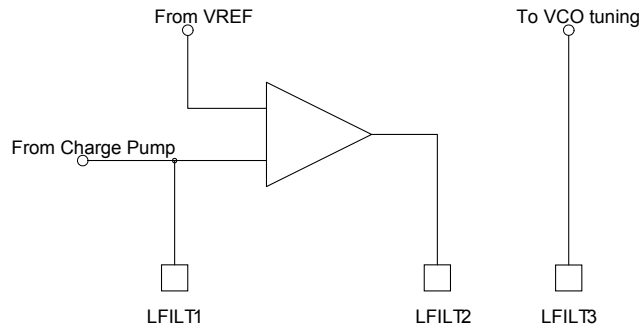 From VREF
To VCO tuning
From Charge Pump
LFILT1
LFILT2
LFILT3